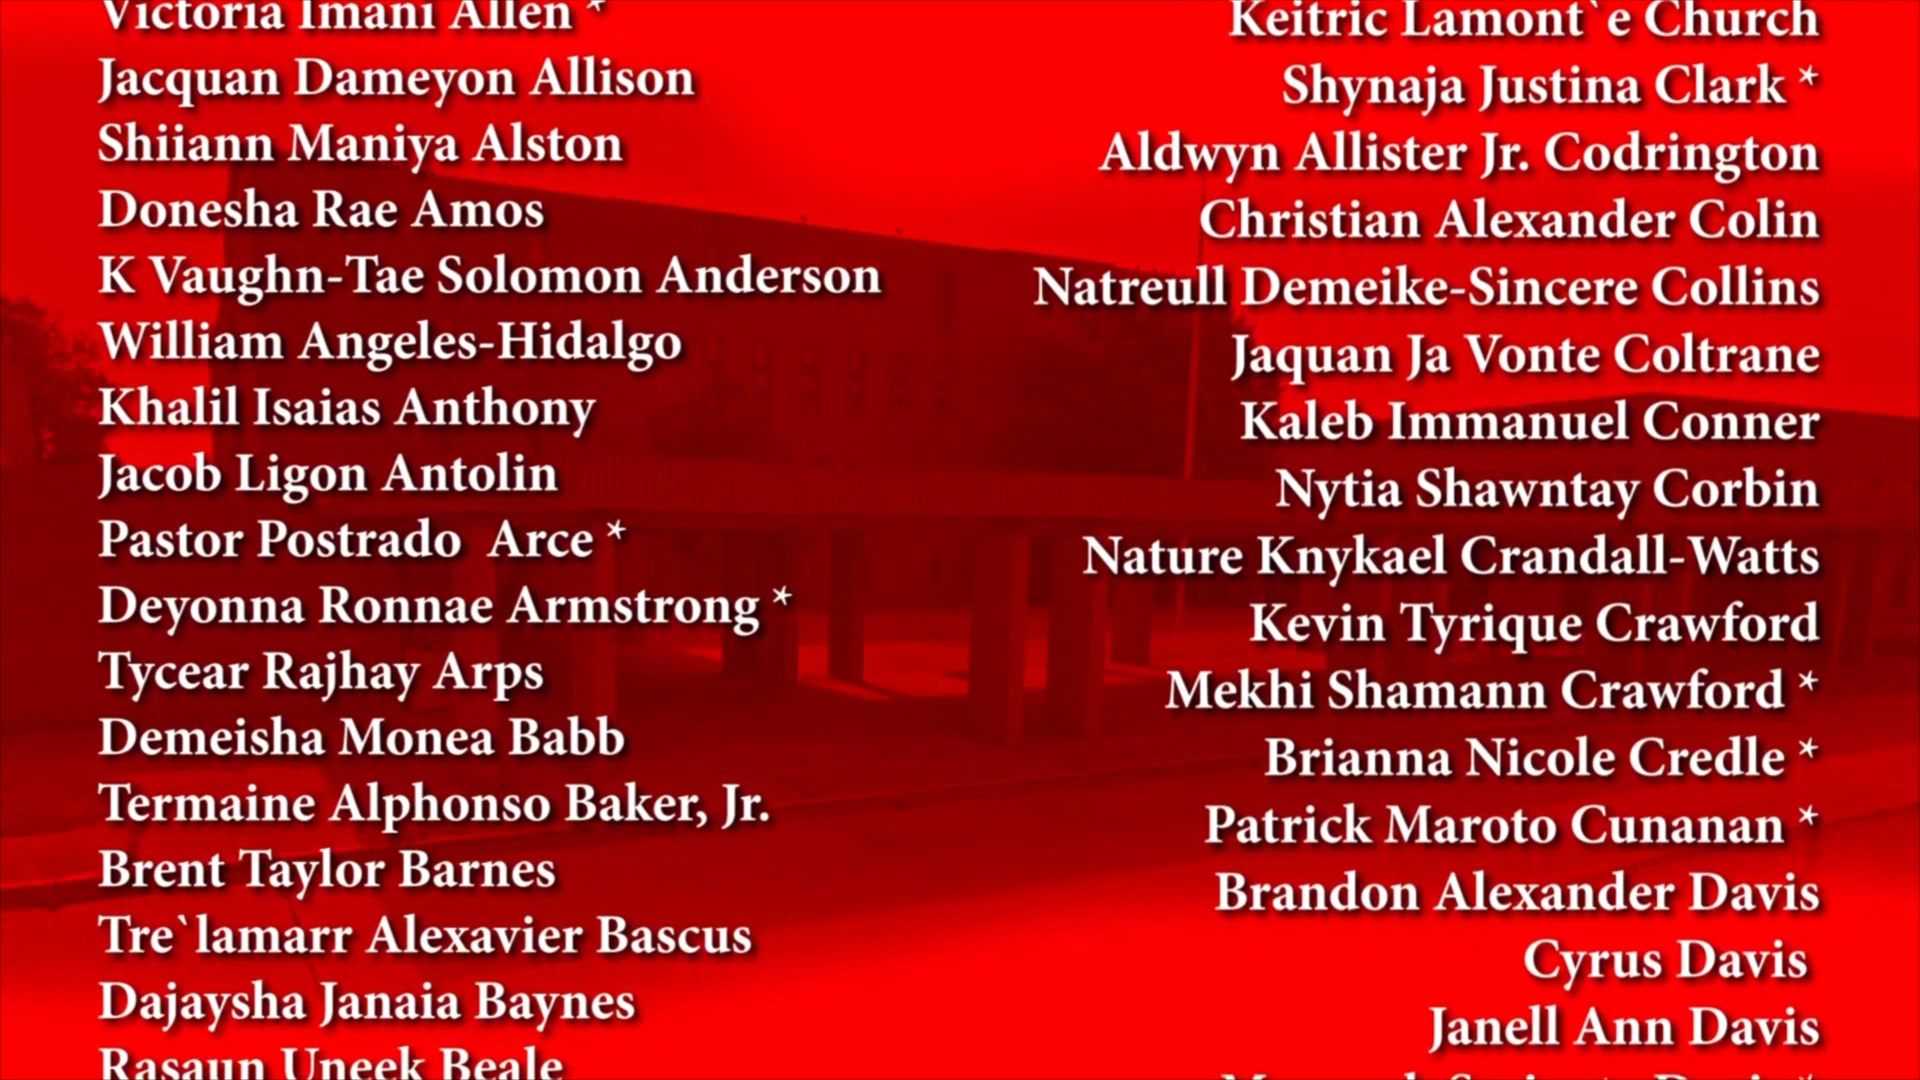 Victoria Imani Allen *
Jacquan Dameyon Allison
Shiiann Maniya Alston
Donesha Rae Amos
K Vaughn-Tae Solomon Anderson
William Angeles-Hidalgo
Khalil Isaias Anthony
Jacob Ligon Antolin
Pastor Postrado  Arce *
Deyonna Ronnae Armstrong *
Tycear Rajhay Arps
Demeisha Monea Babb
Termaine Alphonso Baker, Jr.
Brent Taylor Barnes
Tre`lamarr Alexavier Bascus
Dajaysha Janaia Baynes
Rasaun Uneek Beale
Keitric Lamont`e Church
Shynaja Justina Clark *
Aldwyn Allister Jr. Codrington
Christian Alexander Colin
Natreull Demeike-Sincere Collins
Jaquan Ja Vonte Coltrane
Kaleb Immanuel Conner
Nytia Shawntay Corbin
Nature Knykael Crandall-Watts
Kevin Tyrique Crawford
Mekhi Shamann Crawford *
Brianna Nicole Credle *
Patrick Maroto Cunanan *
Brandon Alexander Davis
Cyrus Davis
Janell Ann Davis
Davis *